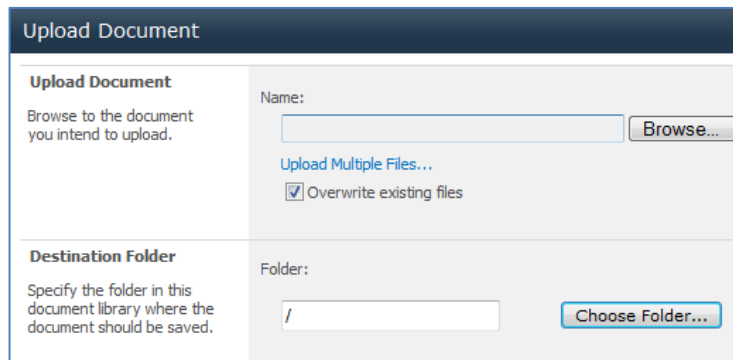 Upload Document
Upload Document
Browse to the document
you intend to upload.
Name:
Browse...
Upload Multiple Files...
Overwrite existing files
Destination Folder
Specify the folder in this
document library where the
document should be saved.
Folder:
/
Choose Folder...